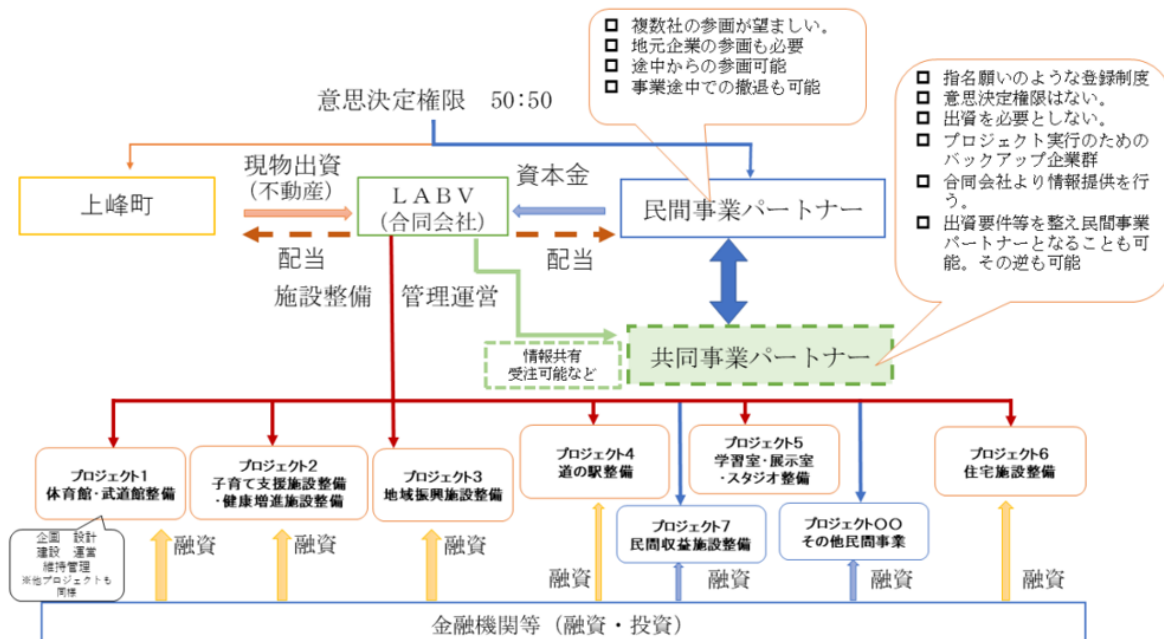 □ 複数社の参画が望ましい。
□ 地元企業の参画も必要
□ 途中からの参画可能
□ 事業途中での撤退も可能
□ 指名願いのような登録制度
□ 意思決定権限はない。
□ 出資を必要としない。
□ プロジェクト実行のための
バックアップ企業群
□ 合同会社より情報提供を行
う。
□ 出資要件等を整え民間事業
パートナーとなることも可
能。その逆も可能
意思決定権限 50:50
上峰町
現物出資
(不動産)
LABV
(合同会社)
資本金
民間事業パートナー
配当
配当
施設整備
管理運営
情報共有
受注可能など
共同事業パートナー
プロジェクト1
体育館・武道館整備
プロジェクト2
子育て支援施設整備
・健康増進施設整備
プロジェクト3
地域振興施設整備
プロジェクト4
道の駅整備
プロジェクト5
学習室・展示室
・スタジオ整備
プロジェクト6
住宅施設整備
プロジェクト7
民間収益施設整備
プロジェクト〇〇
その他民間事業
企画 設計
建設 運営
維持管理
※他プロジェクトも
同様
融資
融資
融資
融資
融資
融資
融資
金融機関等(融資・投資)